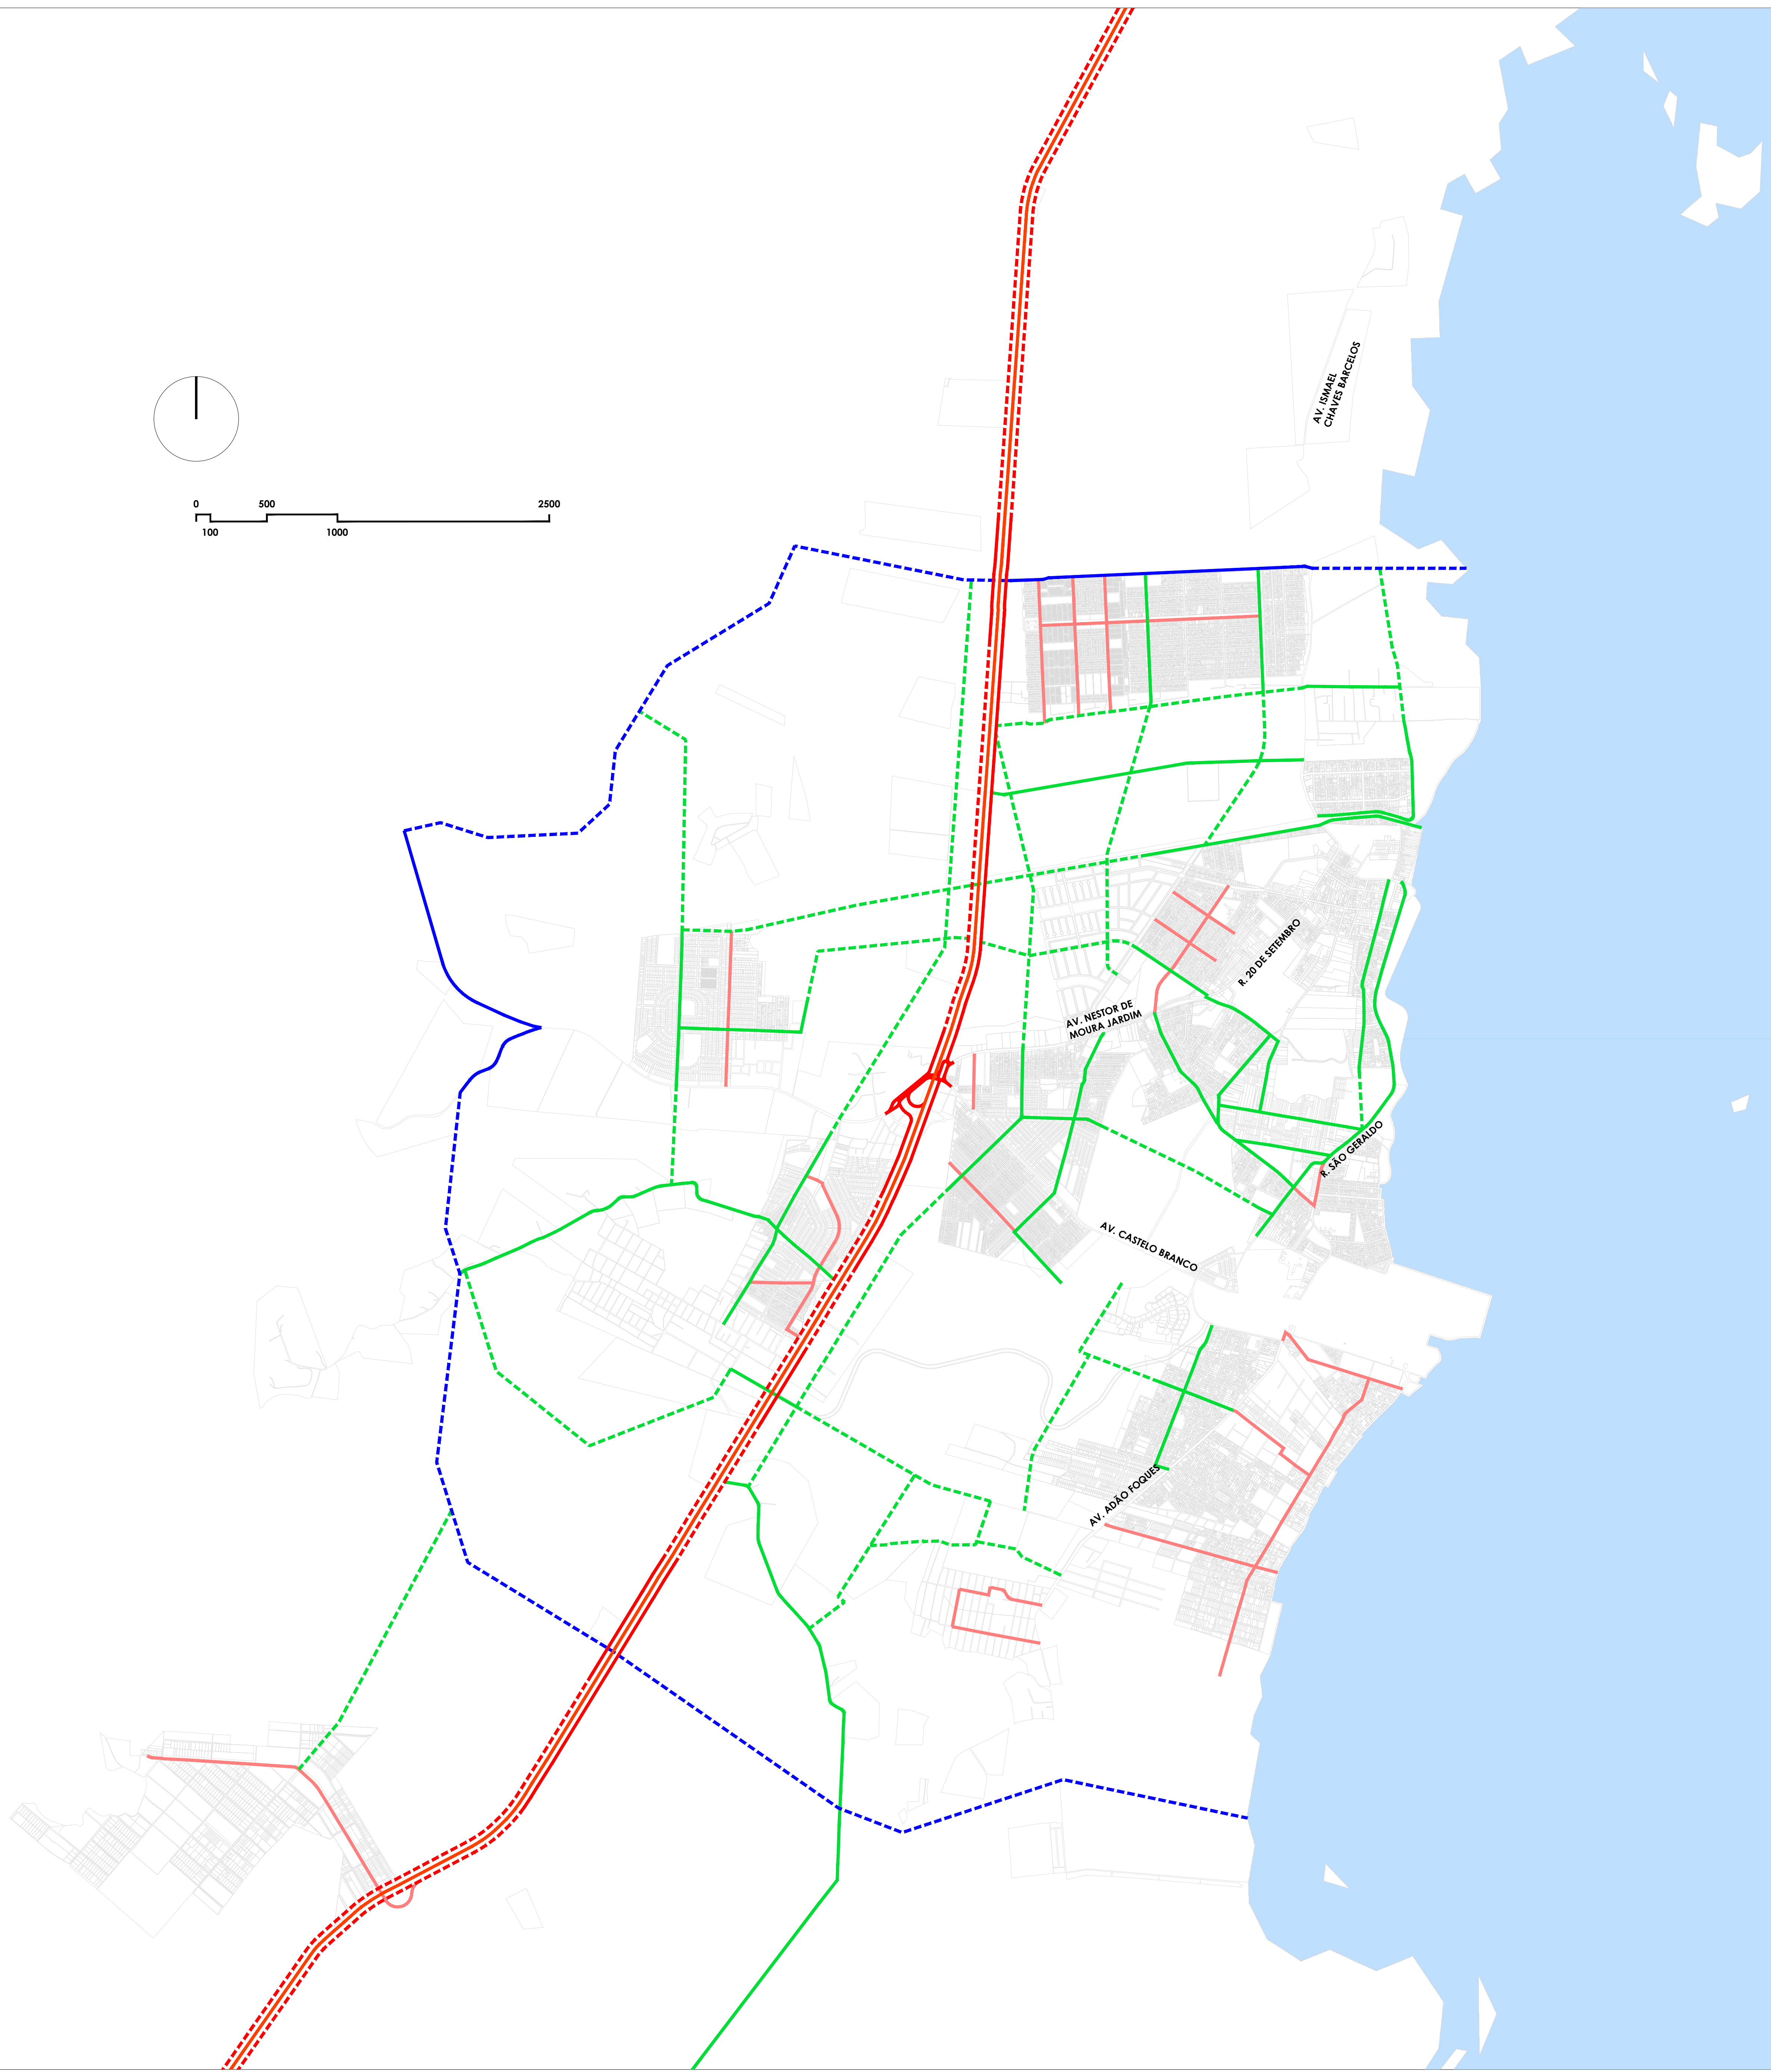 AV. ISMAEL
CHAVES BARCELOS
0
500
2500
100
1000
R. 20 DE SETEMBRO
AV. NESTOR DE
MOURA JARDIM
R. SÃO GERALDO
AV. CASTELO BRANCO
AV. ADÃO FOQUES